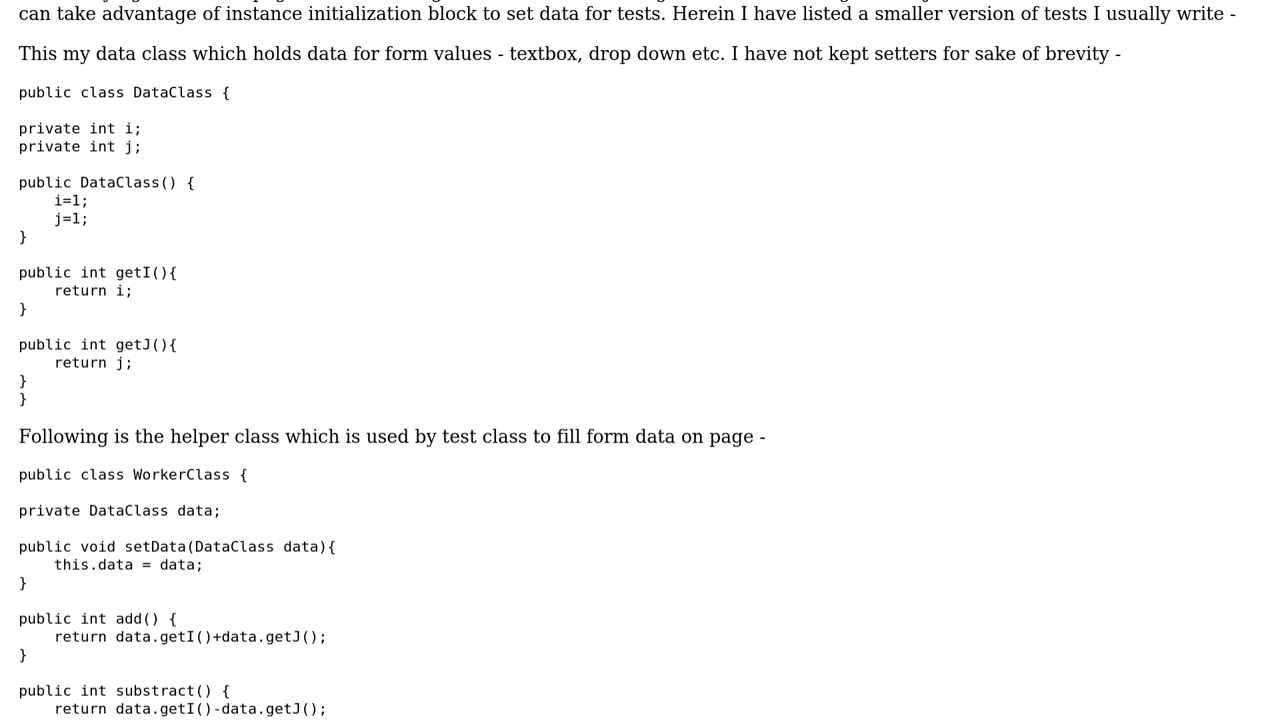 can take advantage of instance initialization block to set data for tests. Herein I have listed a smaller version of tests I usually write -
This my data class which holds data for form values - textbox, drop down etc. I have not kept setters for sake of brevity -
public class DataClass {
private int i;
private int j;
public DataClass() {
    i=1;
    j=1;
}
public int getI(){
    return i;
}
public int getJ(){
    return j;
}
}
Following is the helper class which is used by test class to fill form data on page -
public class WorkerClass {
private DataClass data;
public void setData(DataClass data){
    this.data = data;
}
public int add() {
    return data.getI()+data.getJ();
}
public int substract() {
    return data.getI()-data.getJ();